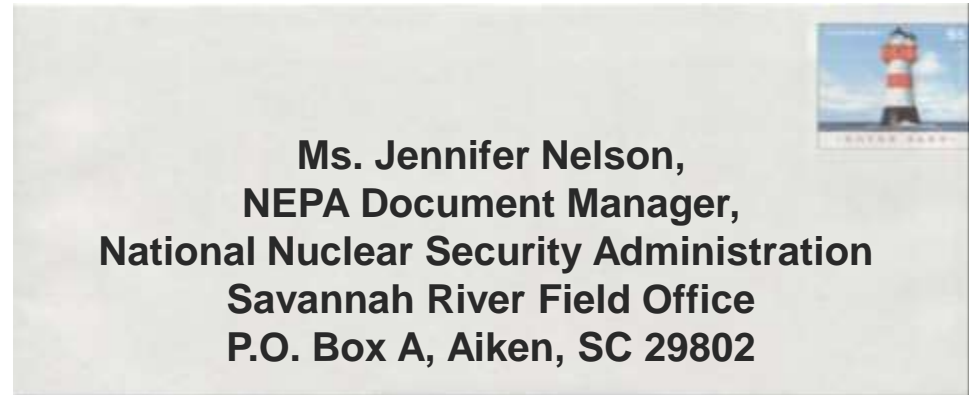 Ms. Jennifer Nelson,
NEPA Document Manager,
National Nuclear Security Administration
Savannah River Field Office
P.O. Box A, Aiken, SC 29802